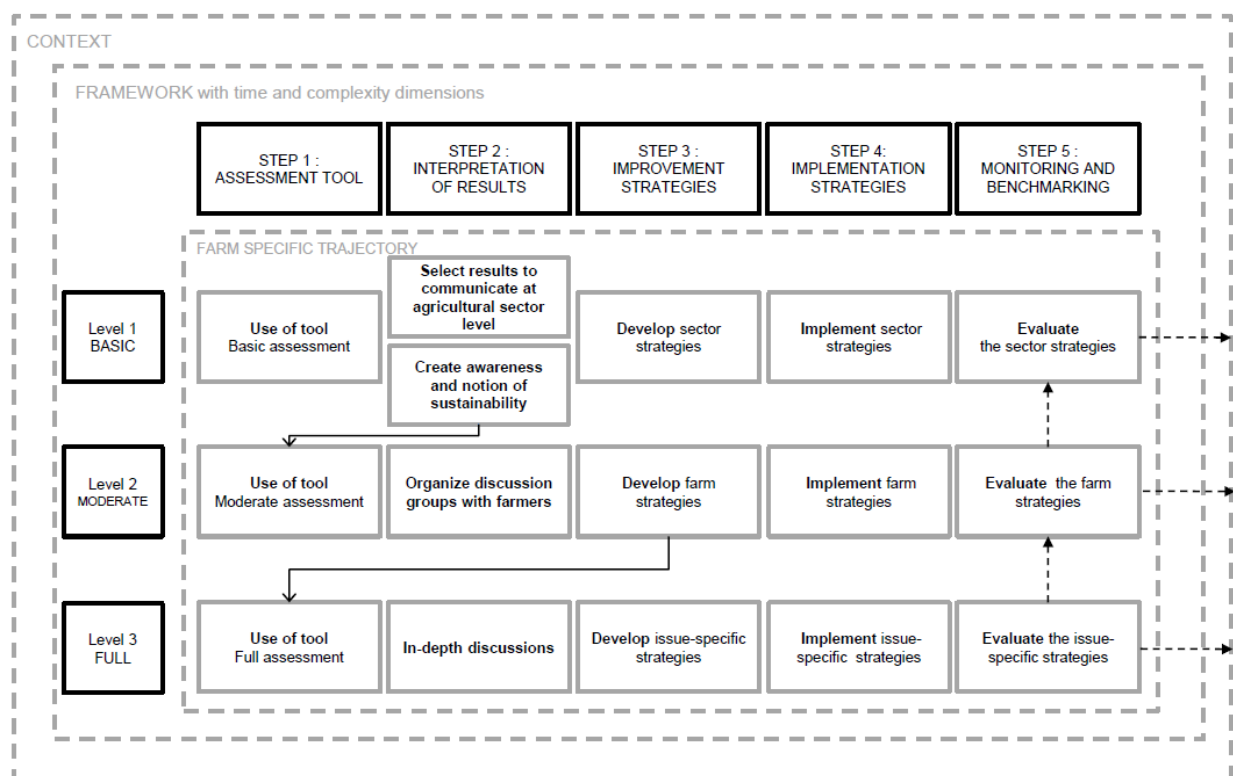 CONTEXT
FRAMEWORK with time and complexity dimensions
STEP 1 :
ASSESSMENT TOOL
STEP 2 :
INTERPRETATION
OF RESULTS
STEP 3 :
IMPROVEMENT
STRATEGIES
STEP 4:
IMPLEMENTATION
STRATEGIES
STEP 5 :
MONITORING AND
BENCHMARKING
FARM SPECIFIC TRAJECTORY
Level 1
BASIC
Use of tool
Basic assessment
Select results to
communicate at
agricultural sector
level
Create awareness
and notion of
sustainability
Develop sector
strategies
Implement sector
strategies
Evaluate
the sector strategies
Level 2
MODERATE
Use of tool
Moderate assessment
Organize discussion
groups with farmers
Develop farm
strategies
Implement farm
strategies
Evaluate the farm
strategies
Level 3
FULL
Use of tool
Full assessment
In-depth discussions
Develop issue-specific
strategies
Implement issue-
specific strategies
Evaluate the issue-
specific strategies